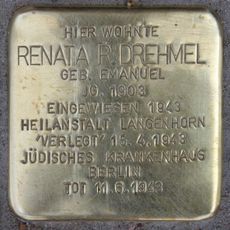 HIER WOHNTE
RENATA R. DREHMEL
GEB. EMANUEL
JG. 1903
EINGEWIESEN 1943
HEILANSTALT LANGENHORN
"VERLEGT" 15.4.1943
JÜDISCHES KRANKENHAUS
BERLIN
TOT 11.6.1943